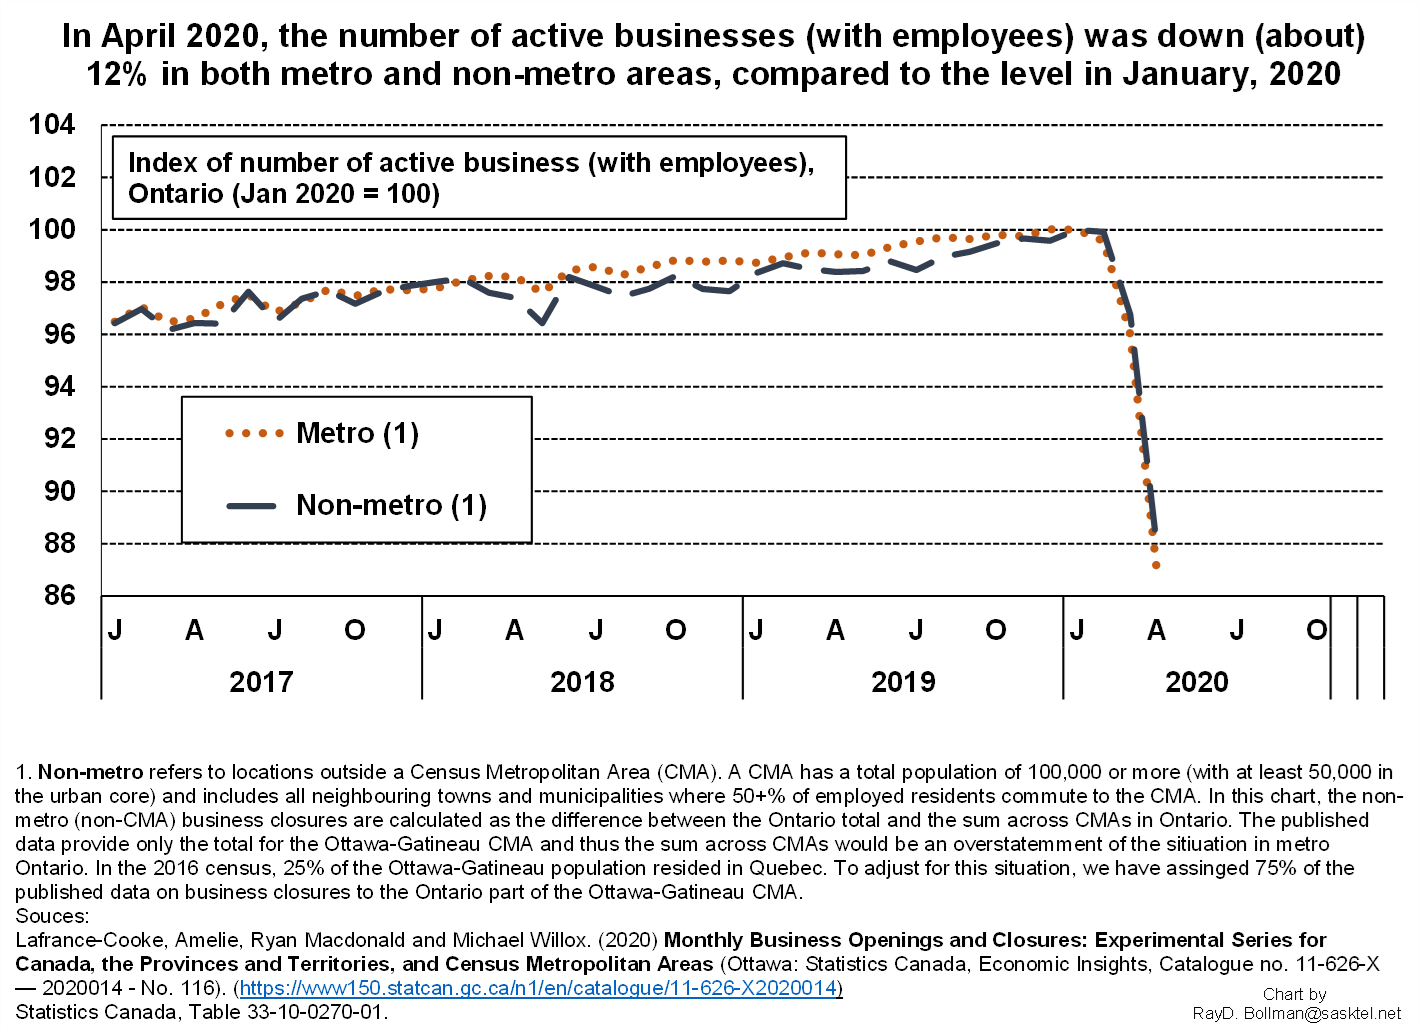 In April 2020, the number of active businesses (with employees) was down (about)
12% in both metro and non-metro areas, compared to the level in January, 2020
104
102
100
98
96
94
92
90
88
86
Index of number of active business (with employees),
Ontario (Jan 2020 = 100)
Metro (1)
Non-metro (1)
J A J O J A J O J A J O J A J O
2017 2018 2019 2020
1. Non-metro refers to locations outside a Census Metropolitan Area (CMA). A CMA has a total population of 100,000 or more (with at least 50,000 in
the urban core) and includes all neighbouring towns and municipalities where 50+% of employed residents commute to the CMA. In this chart, the non-
metro (non-CMA) business closures are calculated as the difference between the Ontario total and the sum across CMAs in Ontario. The published
data provide only the total for the Ottawa-Gatineau CMA and thus the sum across CMAs would be an overstatemment of the sitiuation in metro
Ontario. In the 2016 census, 25% of the Ottawa-Gatineau population resided in Quebec. To adjust for this situation, we have assinged 75% of the
published data on business closures to the Ontario part of the Ottawa-Gatineau CMA.
Souces:
Lafrance-Cooke, Amelie, Ryan Macdonald and Michael Willox. (2020) Monthly Business Openings and Closures: Experimental Series for
Canada, the Provinces and Territories, and Census Metropolitan Areas (Ottawa: Statistics Canada, Economic Insights, Catalogue no. 11-626-X
— 2020014 - No. 116). (https://www150.statcan.gc.ca/n1/en/catalogue/11-626-X2020014)
Statistics Canada, Table 33-10-0270-01.
Chart by
RayD. Bollman@sasktel.net